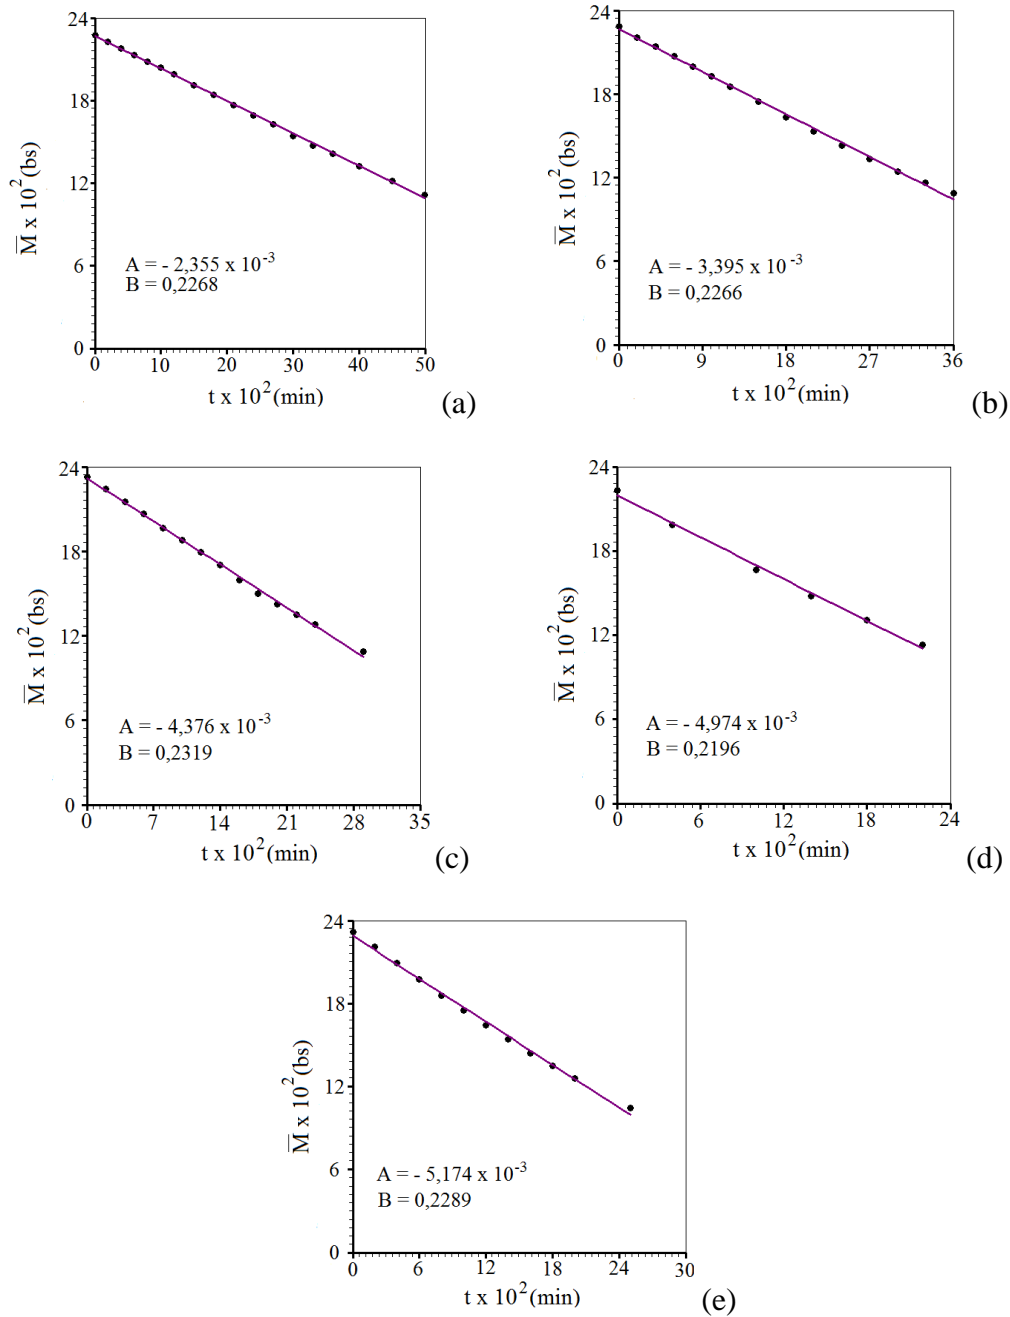 24
18
12
6
0
M̅ x 10² (bs)
A = - 2,355 x 10⁻³
B = 0,2268
0 10 20 30 40 50
t x 10² (min)
(a)
24
18
12
6
0
M̅ x 10² (bs)
A = - 3,395 x 10⁻³
B = 0,2266
0 9 18 27 36
t x 10² (min)
(b)
24
18
12
6
0
M̅ x 10² (bs)
A = - 4,376 x 10⁻³
B = 0,2319
0 7 14 21 28 35
t x 10² (min)
(c)
24
18
12
6
0
M̅ x 10² (bs)
A = - 4,974 x 10⁻³
B = 0,2196
0 6 12 18 24
t x 10² (min)
(d)
24
18
12
6
0
M̅ x 10² (bs)
A = - 5,174 x 10⁻³
B = 0,2289
0 6 12 18 24 30
t x 10² (min)
(e)